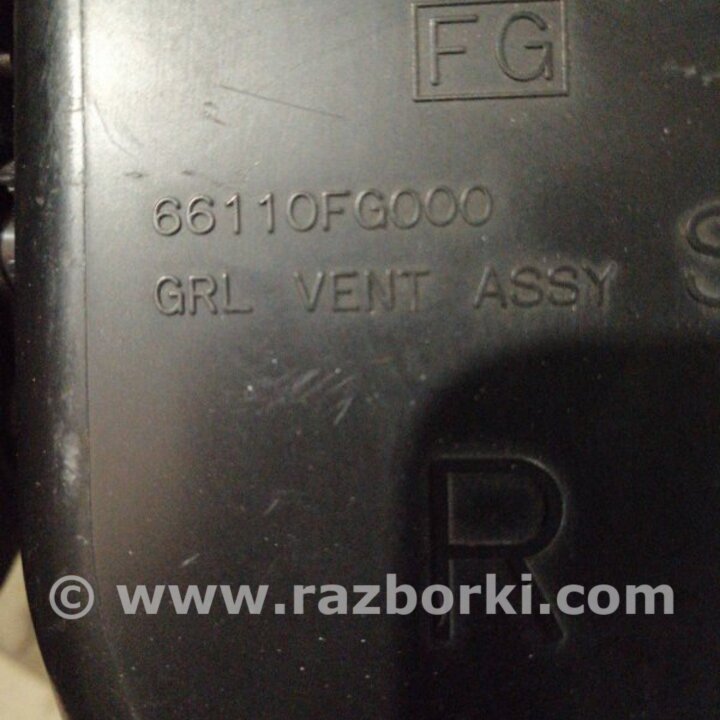 FG
66110FG000
GRL VENT ASSY S
R
© www.razborki.com